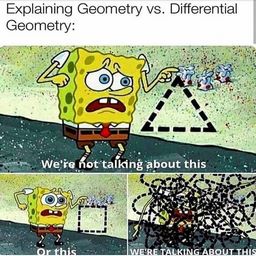 Explaining Geometry vs. Differential
Geometry:
We're not talking about this
Or this
WE'RE TALKING ABOUT THIS